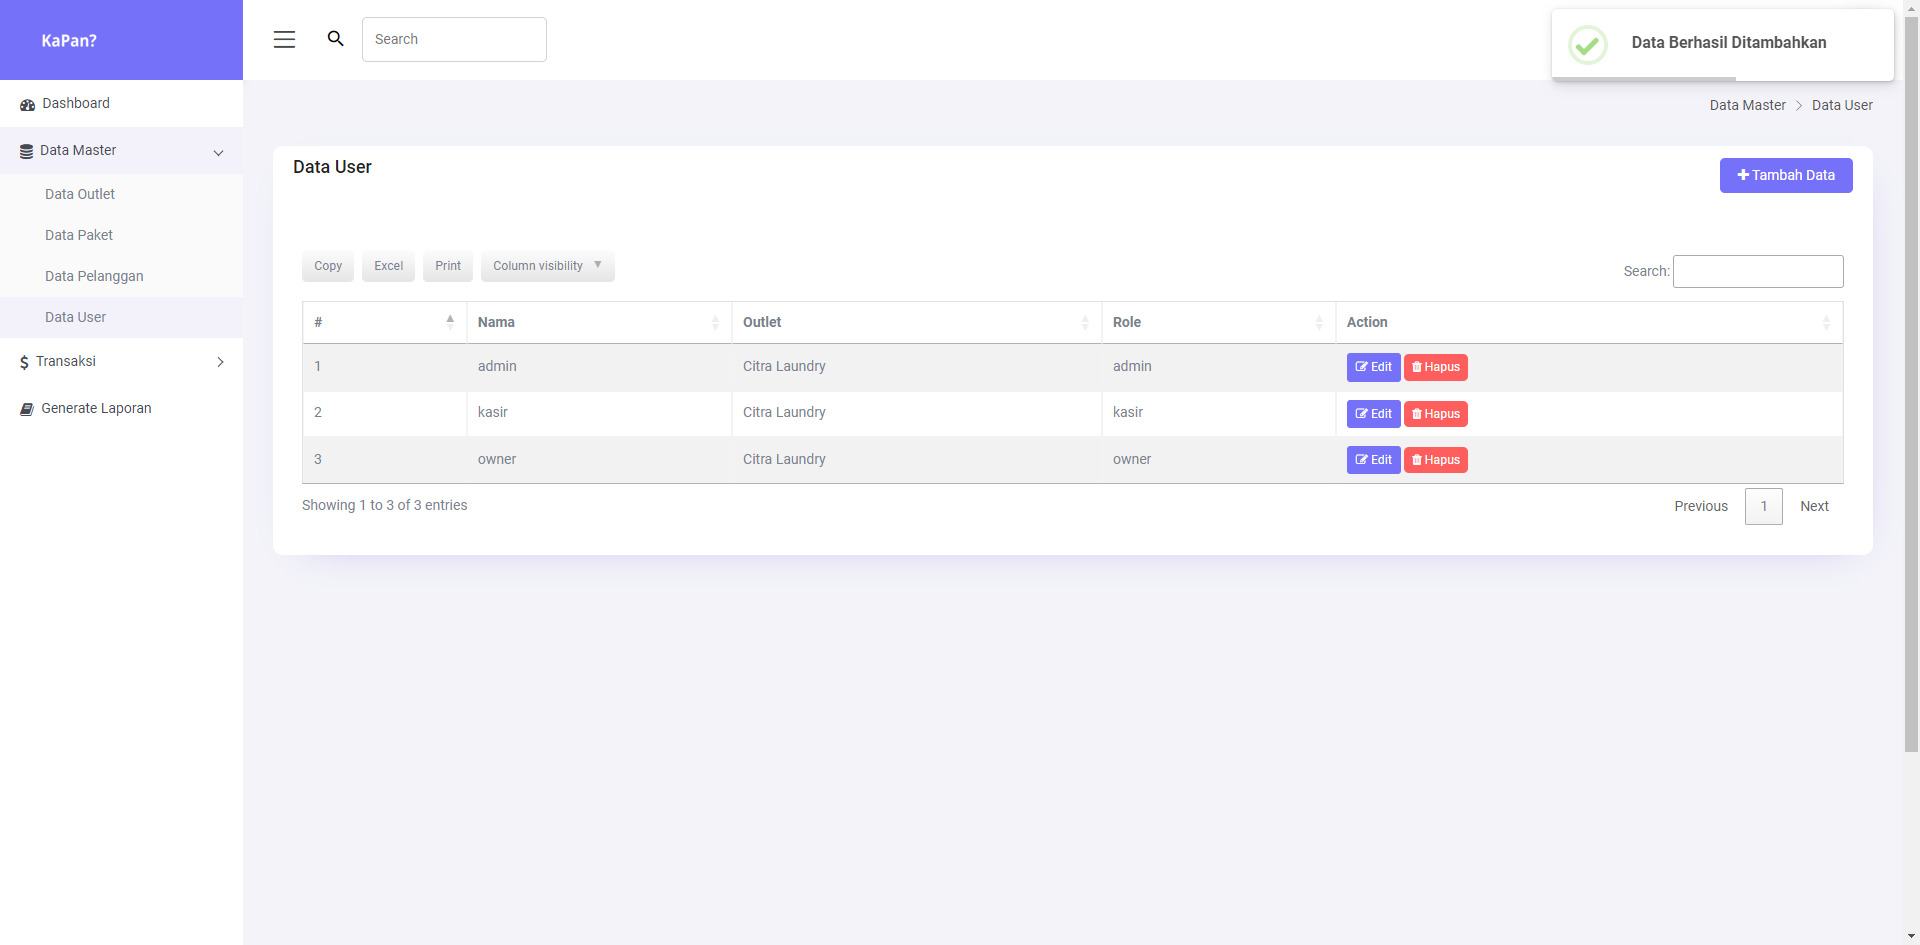 KaPan?
Search
Data Berhasil Ditambahkan
Dashboard
Data Master
Data Outlet
Data Paket
Data Pelanggan
Data User
Transaksi
Generate Laporan
Data Master > Data User
Data User
Tambah Data
Copy Excel Print Column visibility
Search:
# Nama Outlet Role Action
1 admin Citra Laundry admin Edit Hapus
2 kasir Citra Laundry kasir Edit Hapus
3 owner Citra Laundry owner Edit Hapus
Showing 1 to 3 of 3 entries
Previous 1 Next